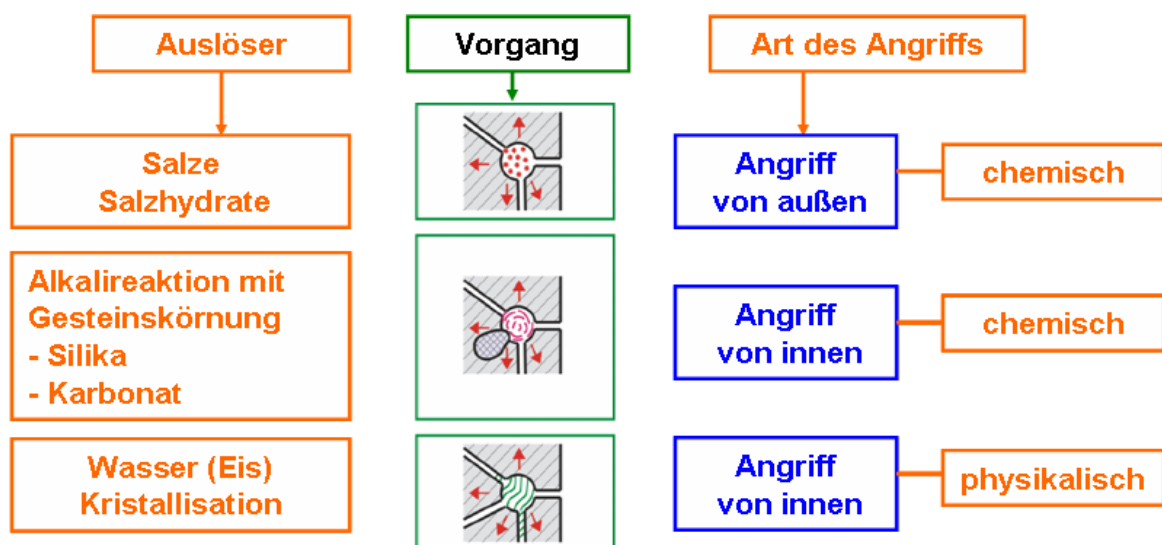 Auslöser
Vorgang
Art des Angriffs
Salze
Salzhydrate
Angriff
von außen
chemisch
Alkalireaktion mit
Gesteinskörnung
- Silika
- Karbonat
Angriff
von innen
chemisch
Wasser (Eis)
Kristallisation
Angriff
von innen
physikalisch